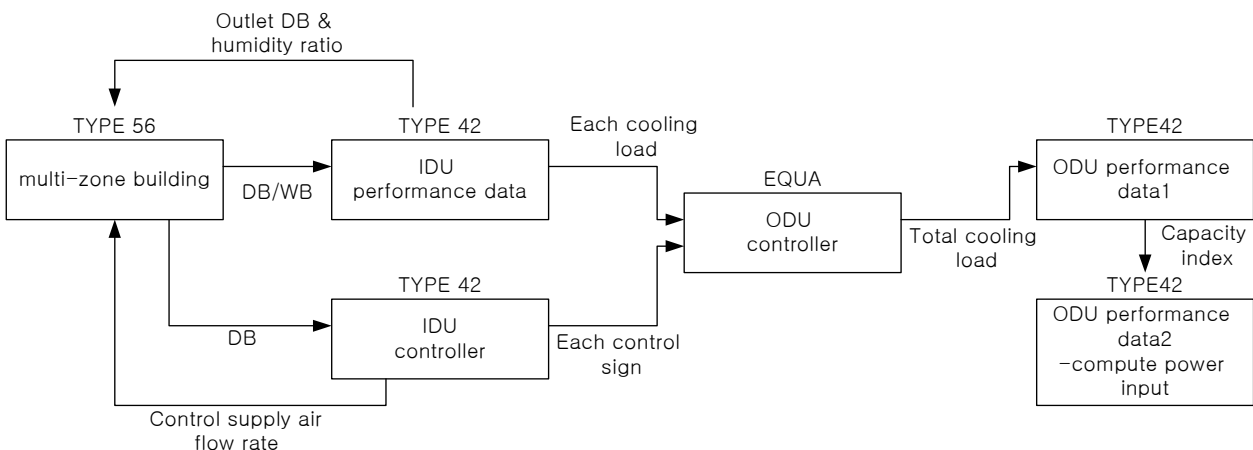 Outlet DB &
humidity ratio
TYPE 56
multi-zone building
DB/WB
TYPE 42
IDU
performance data
Each cooling
load
DB
TYPE 42
IDU
controller
Each control
sign
Control supply air
flow rate
EQUA
ODU
controller
Total cooling
load
TYPE42
ODU performance
data1
Capacity
index
TYPE42
ODU performance
data2
-compute power
input